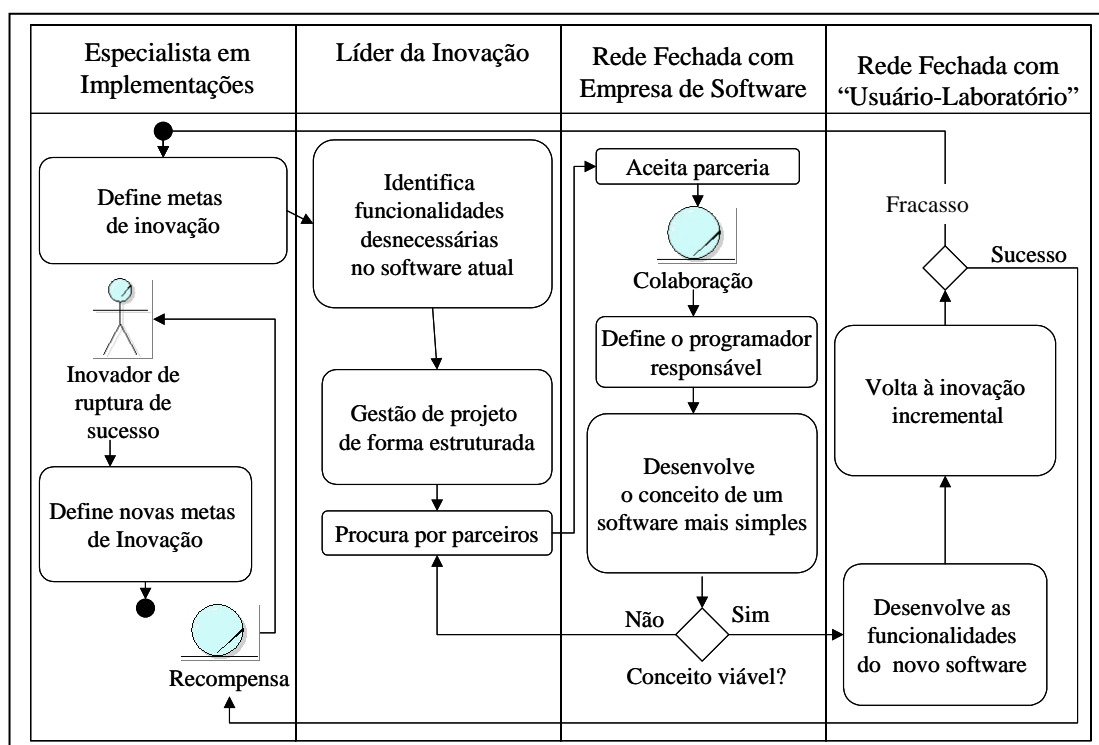 Especialista em
Implementações
Líder da Inovação
Rede Fechada com
Empresa de Software
Rede Fechada com
“Usuário-Laboratório”
Define metas
de inovação
Inovador de
ruptura de
sucesso
Define novas metas
de Inovação
Recompensa
Identifica
funcionalidades
desnecessárias
no software atual
Gestão de projeto
de forma estruturada
Procura por parceiros
Aceita parceria
Colaboração
Define o programador
responsável
Desenvolve
o conceito de um
software mais simples
Não
Sim
Conceito viável?
Fracasso
Sucesso
Volta à inovação
incremental
Desenvolve as
funcionalidades
do novo software